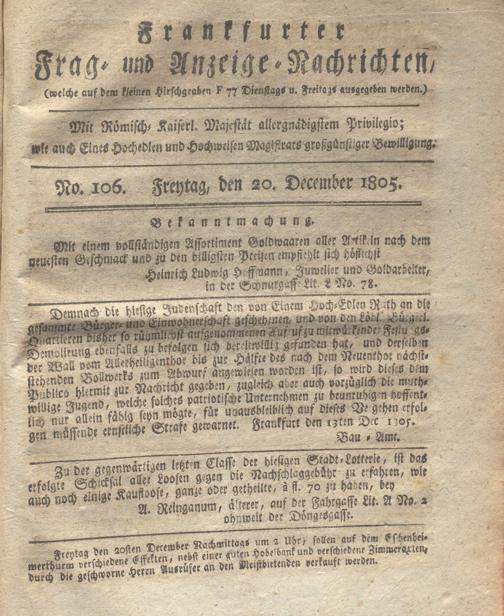 Frankfurter
Frag- und Anzeige-Nachrichten,
(welche auf dem kleinen Hirschgraben F 77 Dienstags u. Freitags ausgegeben werden.)
Mit Römisch- Kaiserl. Majestät allergnädigstem Privilegio;
wie auch Eines Hochedlen und Hochweisen Magistrats großgünstiger Bewilligung.
No. 106. Freytag, den 20. December 1805.
Bekanntmachung.
Mit einem vollständigen Assortiment Goldwaaren aller Artikeln nach dem
neuesten Geschmack und zu den billigsten Preisen empfiehlt sich höflichst
Heinrich Ludwig Hoffmann, Juwelier und Goldarbeiter,
in der Schnurgasse Lit. L No. 78.
Demnach die hiesige Judenschaft den von Einem Hoch-Edlen Rath an die
gesammte Bürger- und Einwohnerschaft geschehenen, und von den Löbl. Bürgerl.
Quartieren bisher so rühmlichst aufgenommenen Aufruf zu mitwürkender Festungs-
Demolirung ebenfalls zu befolgen sich bereitwillig gefunden hat, und derselben
der Wall vom Allerheiligenthor bis zur Hälfte des nach dem Neuenthor nächst-
stehenden Bollwerks zum Abwurf angewiesen worden ist, so wird dieses dem
Publico hiermit zur Nachricht gegeben, zugleich aber auch vorzüglich die muth-
willige Jugend, welche solches patriotische Unternehmen zu beunruhigen hoffent-
lich nur allein fähig seyn mögte, für unausbleiblich auf dieses Vergehen erfol-
gen müssende ernstliche Strafe gewarnet. Frankfurt den 13ten Dec 1805.
Bau-Amt.
Zu der gegenwärtigen letzten Classe der hiesigen Stadt-Lotterie, ist das
erfolgte Schicksal aller Loosen gegen die Nachschlaggebühr zu erfahren, wie
auch noch einige Kaufloose, ganze oder getheilte, à fl. 70 zu haben, bey
A. Reinganum, älterer, auf der Fahrgasse Lit. A No. 2
ohnweit der Döngesgasse.
Freytag den 20sten December Nachmittags um 2 Uhr, sollen auf dem Eschenhei-
merthurm verschiedene Effekten, nebst einer guten Hobelbank und verschiedene Zimmeraxten,
durch die geschworne Herrn Ausrüfer an den Meistbietenden verkauft werden.